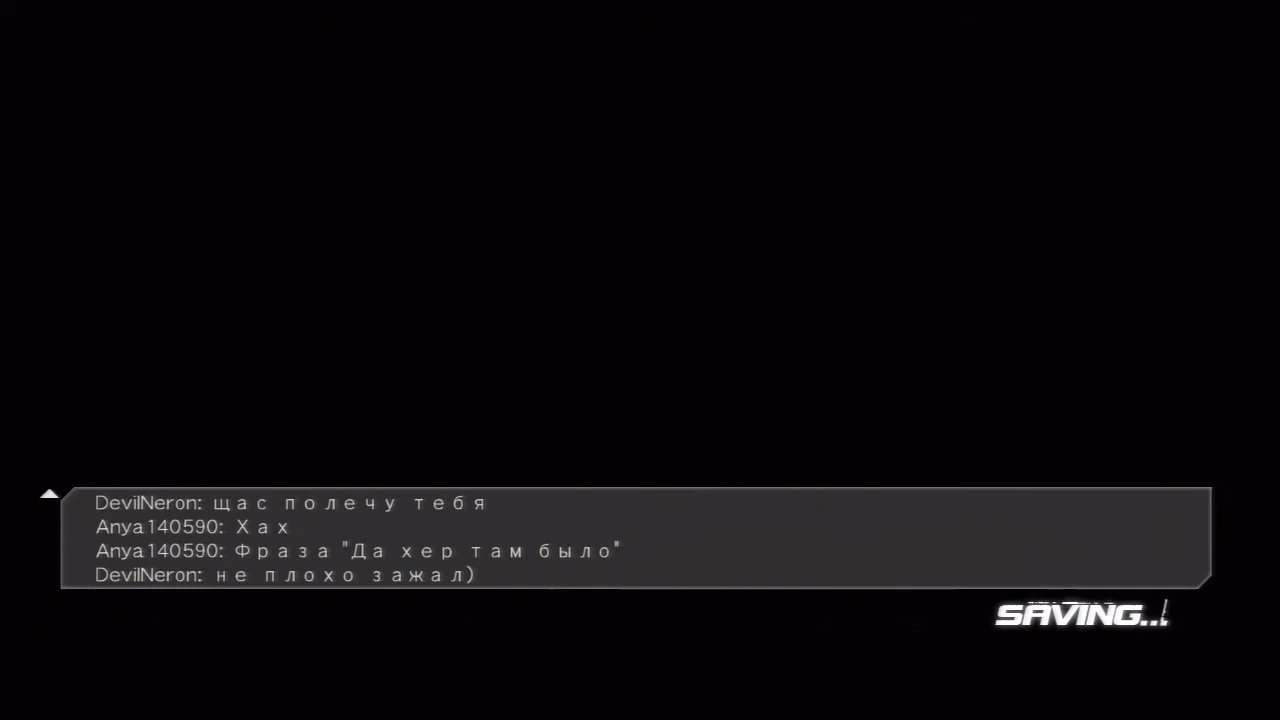 DevilNeron: щас полечу тебя
Anya140590: Хах
Anya140590: Фраза "Да хер там было"
DevilNeron: не плохо зажал)
SAVING...